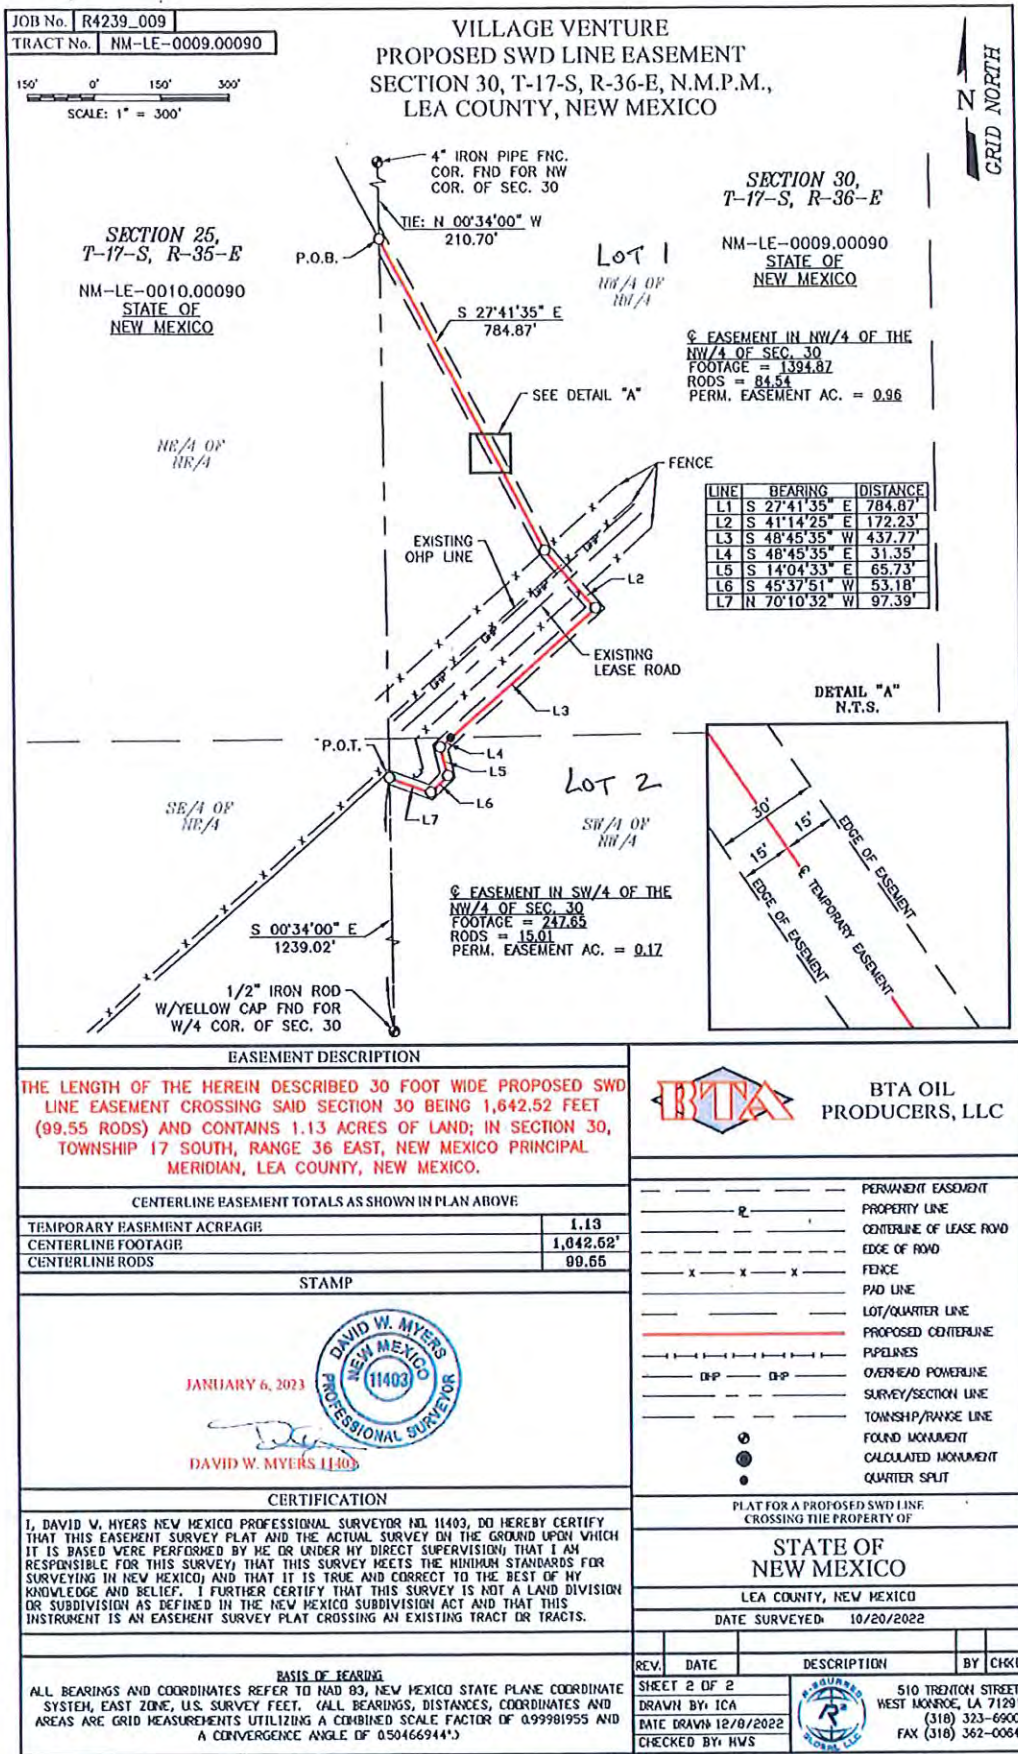 JOB No. R4239_009
TRACT No. NM-LE-0009.00090
VILLAGE VENTURE
PROPOSED SWD LINE EASEMENT
SECTION 30, T-17-S, R-36-E, N.M.P.M.,
LEA COUNTY, NEW MEXICO
150' 0' 150' 300'
SCALE: 1" = 300'
N
GRID NORTH
4" IRON PIPE FNC.
COR. FND FOR NW
COR. OF SEC. 30
TIE: N 00°34'00" W
210.70'
P.O.B.
SECTION 25,
T-17-S, R-35-E
NM-LE-0010.00090
STATE OF
NEW MEXICO
LOT 1
NW/4 OF
NW/4
SECTION 30,
T-17-S, R-36-E
NM-LE-0009.00090
STATE OF
NEW MEXICO
S 27°41'35" E
784.87'
℄ EASEMENT IN NW/4 OF THE
NW/4 OF SEC. 30
FOOTAGE = 1394.87
RODS = 84.54
PERM. EASEMENT AC. = 0.96
SEE DETAIL "A"
NE/4 OF
NE/4
FENCE
LINE BEARING DISTANCE
L1 S 27°41'35" E 784.87'
L2 S 41°14'25" E 172.23'
L3 S 48°45'35" W 437.77'
L4 S 48°45'35" E 31.35'
L5 S 14°04'33" E 65.73'
L6 S 45°37'51" W 53.18'
L7 N 70°10'32" W 97.39'
EXISTING
OHP LINE
OHP
OHP
OHP
OHP
L2
EXISTING
LEASE ROAD
L3
P.O.T.
L4
L5
L6
L7
LOT 2
SW/4 OF
NW/4
SE/4 OF
NE/4
DETAIL "A"
N.T.S.
30'
15'
15'
EDGE OF EASEMENT
℄ TEMPORARY EASEMENT
EDGE OF EASEMENT
℄ EASEMENT IN SW/4 OF THE
NW/4 OF SEC. 30
FOOTAGE = 247.65
RODS = 15.01
PERM. EASEMENT AC. = 0.17
S 00°34'00" E
1239.02'
1/2" IRON ROD
W/YELLOW CAP FND FOR
W/4 COR. OF SEC. 30
EASEMENT DESCRIPTION
THE LENGTH OF THE HEREIN DESCRIBED 30 FOOT WIDE PROPOSED SWD
LINE EASEMENT CROSSING SAID SECTION 30 BEING 1,642.52 FEET
(99.55 RODS) AND CONTAINS 1.13 ACRES OF LAND; IN SECTION 30,
TOWNSHIP 17 SOUTH, RANGE 36 EAST, NEW MEXICO PRINCIPAL
MERIDIAN, LEA COUNTY, NEW MEXICO.
CENTERLINE EASEMENT TOTALS AS SHOWN IN PLAN ABOVE
TEMPORARY EASEMENT ACREAGE 1.13
CENTERLINE FOOTAGE 1,642.52'
CENTERLINE RODS 99.55
STAMP
DAVID W. MYERS
NEW MEXICO
11403
PROFESSIONAL SURVEYOR
JANUARY 6, 2023
DAVID W. MYERS 11403
CERTIFICATION
I, DAVID W. MYERS NEW MEXICO PROFESSIONAL SURVEYOR NO. 11403, DO HEREBY CERTIFY
THAT THIS EASEMENT SURVEY PLAT AND THE ACTUAL SURVEY ON THE GROUND UPON WHICH
IT IS BASED WERE PERFORMED BY ME OR UNDER MY DIRECT SUPERVISION; THAT I AM
RESPONSIBLE FOR THIS SURVEY; THAT THIS SURVEY MEETS THE MINIMUM STANDARDS FOR
SURVEYING IN NEW MEXICO; AND THAT IT IS TRUE AND CORRECT TO THE BEST OF MY
KNOWLEDGE AND BELIEF. I FURTHER CERTIFY THAT THIS SURVEY IS NOT A LAND DIVISION
OR SUBDIVISION AS DEFINED IN THE NEW MEXICO SUBDIVISION ACT AND THAT THIS
INSTRUMENT IS AN EASEMENT SURVEY PLAT CROSSING AN EXISTING TRACT OR TRACTS.
BASIS OF BEARING
ALL BEARINGS AND COORDINATES REFER TO NAD 83, NEW MEXICO STATE PLANE COORDINATE
SYSTEM, EAST ZONE, U.S. SURVEY FEET. (ALL BEARINGS, DISTANCES, COORDINATES AND
AREAS ARE GRID MEASUREMENTS UTILIZING A COMBINED SCALE FACTOR OF 0.99981955 AND
A CONVERGENCE ANGLE OF 0.50466944°.)
BTA
BTA OIL
PRODUCERS, LLC
PERMANENT EASEMENT
PROPERTY LINE
CENTERLINE OF LEASE ROAD
EDGE OF ROAD
FENCE
PAD LINE
LOT/QUARTER LINE
PROPOSED CENTERLINE
PIPELINES
OHP OHP OVERHEAD POWERLINE
SURVEY/SECTION LINE
TOWNSHIP/RANGE LINE
FOUND MONUMENT
CALCULATED MONUMENT
QUARTER SPLIT
PLAT FOR A PROPOSED SWD LINE
CROSSING THE PROPERTY OF
STATE OF
NEW MEXICO
LEA COUNTY, NEW MEXICO
DATE SURVEYED: 10/20/2022
REV. DATE DESCRIPTION BY CHK
SHEET 2 OF 2
DRAWN BY: ICA
DATE DRAWN 12/8/2022
CHECKED BY: HWS
R-SQUARED
R²
GLOBAL LLC
510 TRENTON STREET
WEST MONROE, LA 7129
(318) 323-6900
FAX (318) 362-0064